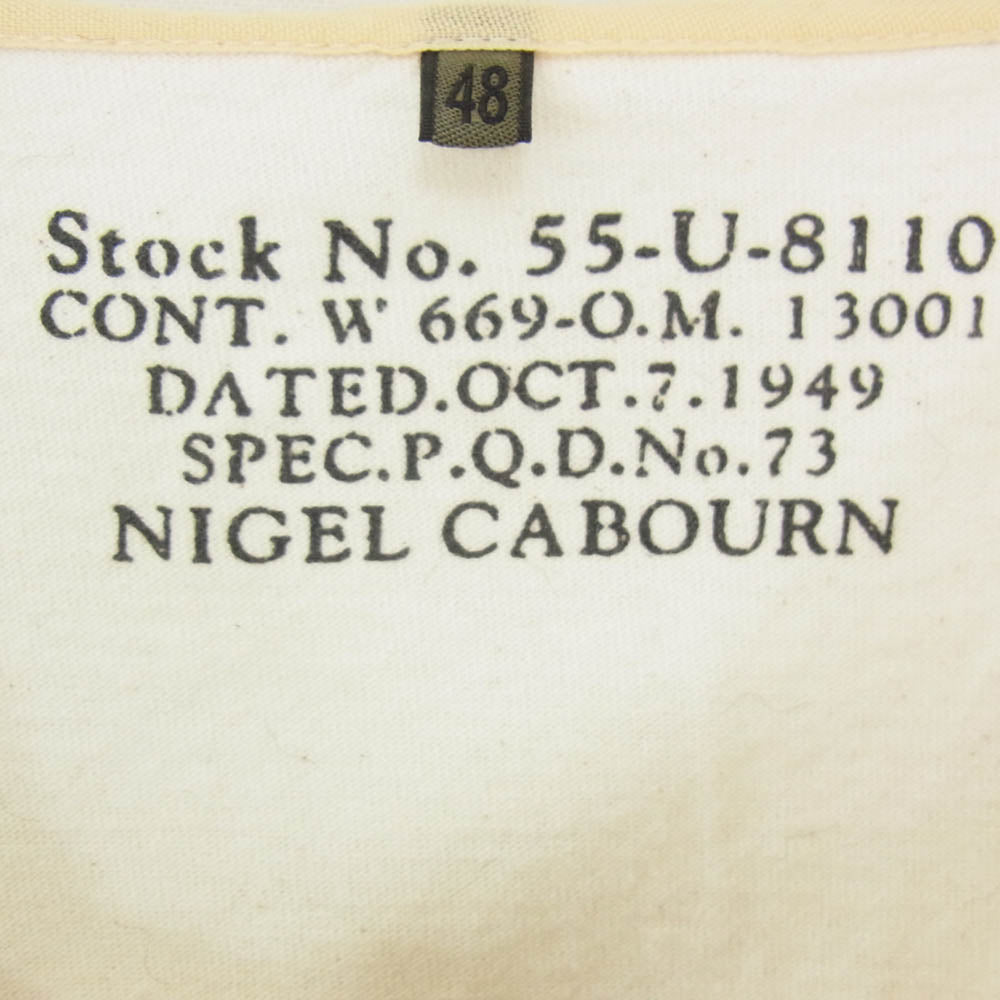 48
Stock No. 55-U-8110
CONT. W 669-O.M. 13001
DATED.OCT.7.1949
SPEC.P.Q.D.No.73
NIGEL CABOURN